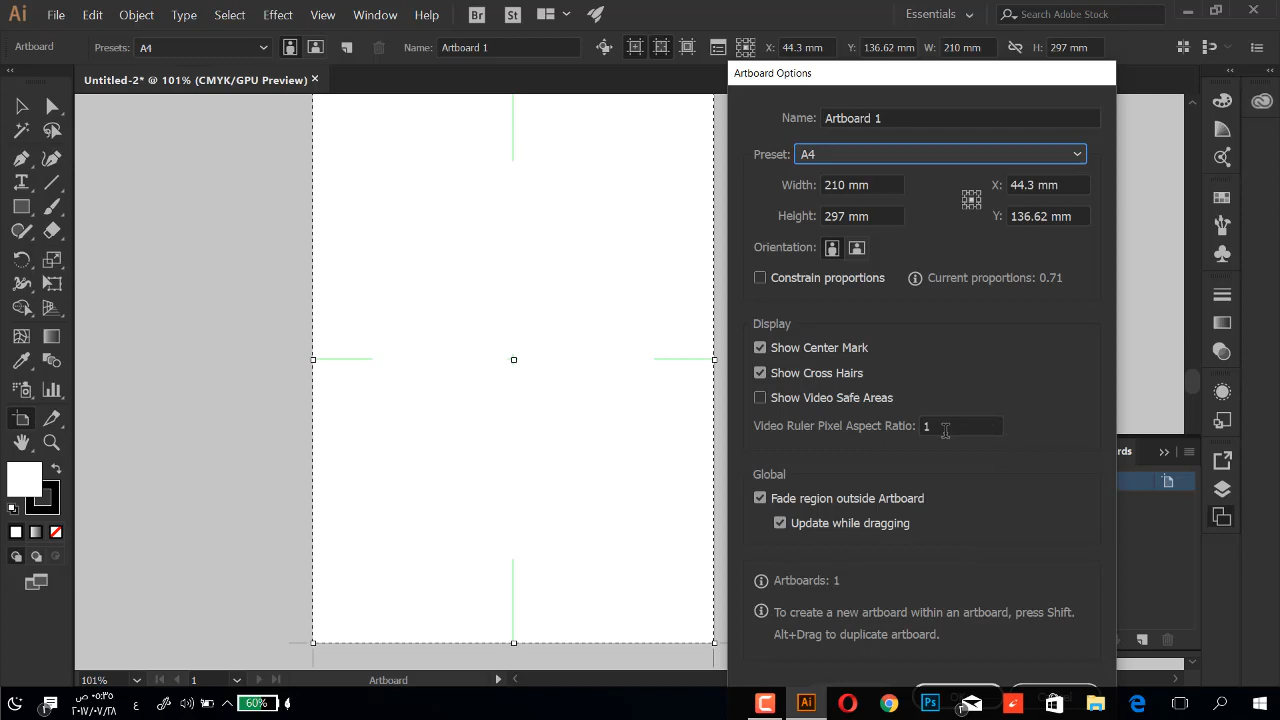 Ai File Edit Object Type Select Effect View Window Help Br St Essentials Search Adobe Stock
Artboard Presets: A4 Name: Artboard 1 X: 44.3 mm Y: 136.62 mm W: 210 mm H: 297 mm
Untitled-2* @ 101% (CMYK/GPU Preview)
Artboard Options
Name: Artboard 1
Preset: A4
Width: 210 mm X: 44.3 mm
Height: 297 mm Y: 136.62 mm
Orientation:
Constrain proportions Current proportions: 0.71
Display
Show Center Mark
Show Cross Hairs
Show Video Safe Areas
Video Ruler Pixel Aspect Ratio: 1
rds
Global
Fade region outside Artboard
Update while dragging
Artboards: 1
To create a new artboard within an artboard, press Shift.
Alt+Drag to duplicate artboard.
101% 1 Artboard
٠٣:٣٥ ص
ع 60% Ai Ps